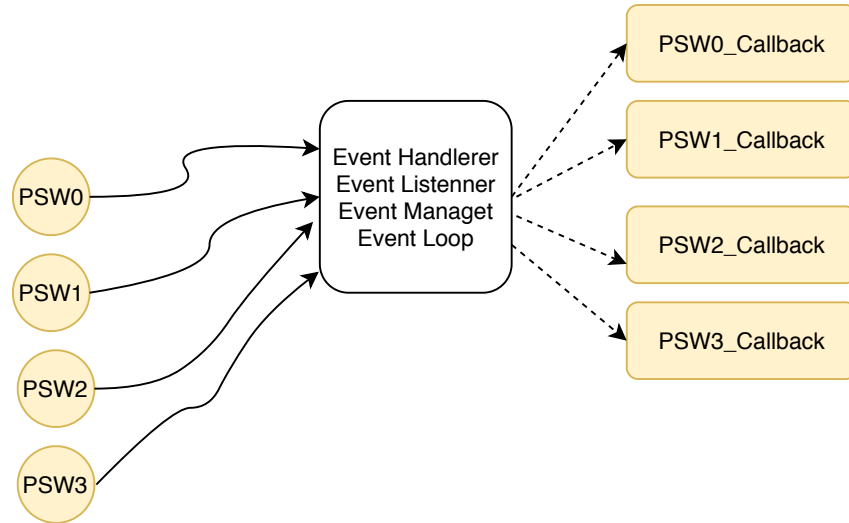 PSW0
PSW1
PSW2
PSW3
Event Handlerer
Event Listenner
Event Managet
Event Loop
PSW0_Callback
PSW1_Callback
PSW2_Callback
PSW3_Callback